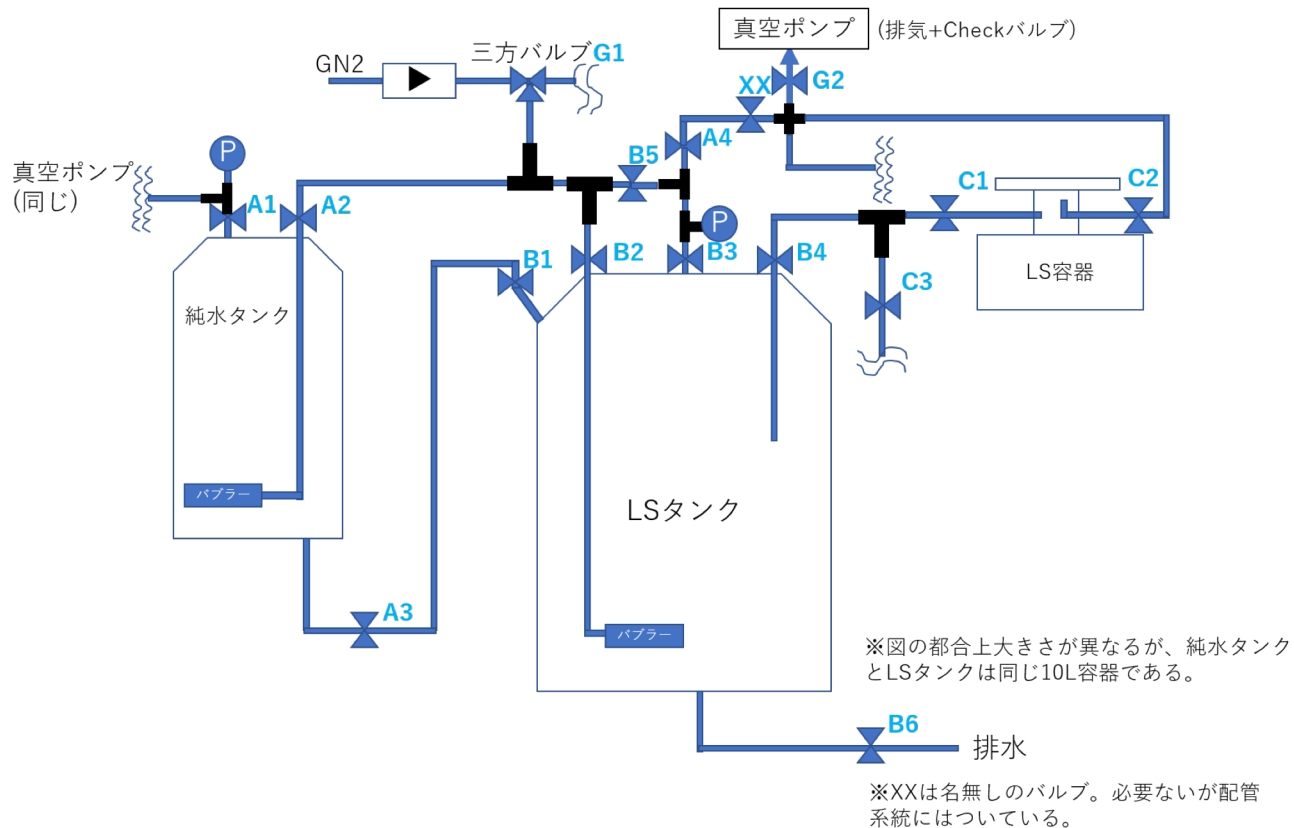 真空ポンプ
(排気+Checkバルブ)
三方バルブG1
GN2
XX
G2
P
A4
B5
真空ポンプ
(同じ)
A1
A2
P
C1
C2
B1
B2
B3
B4
LS容器
C3
純水タンク
バブラー
LSタンク
A3
バブラー
※図の都合上大きさが異なるが、純水タンク
とLSタンクは同じ10L容器である。
B6
排水
※XXは名無しのバルブ。必要ないが配管
系統にはついている。